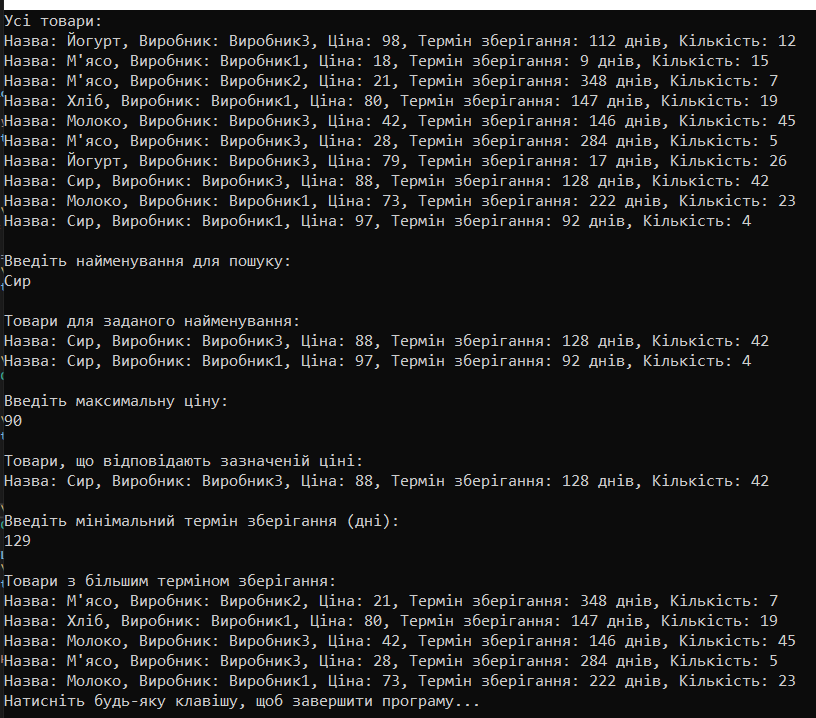 Усі товари:
Назва: Йогурт, Виробник: Виробник3, Ціна: 98, Термін зберігання: 112 днів, Кількість: 12
Назва: М'ясо, Виробник: Виробник1, Ціна: 18, Термін зберігання: 9 днів, Кількість: 15
Назва: М'ясо, Виробник: Виробник2, Ціна: 21, Термін зберігання: 348 днів, Кількість: 7
Назва: Хліб, Виробник: Виробник1, Ціна: 80, Термін зберігання: 147 днів, Кількість: 19
Назва: Молоко, Виробник: Виробник3, Ціна: 42, Термін зберігання: 146 днів, Кількість: 45
Назва: М'ясо, Виробник: Виробник3, Ціна: 28, Термін зберігання: 284 днів, Кількість: 5
Назва: Йогурт, Виробник: Виробник3, Ціна: 79, Термін зберігання: 17 днів, Кількість: 26
Назва: Сир, Виробник: Виробник3, Ціна: 88, Термін зберігання: 128 днів, Кількість: 42
Назва: Молоко, Виробник: Виробник1, Ціна: 73, Термін зберігання: 222 днів, Кількість: 23
Назва: Сир, Виробник: Виробник1, Ціна: 97, Термін зберігання: 92 днів, Кількість: 4
Введіть найменування для пошуку:
Сир
Товари для заданого найменування:
Назва: Сир, Виробник: Виробник3, Ціна: 88, Термін зберігання: 128 днів, Кількість: 42
Назва: Сир, Виробник: Виробник1, Ціна: 97, Термін зберігання: 92 днів, Кількість: 4
Введіть максимальну ціну:
90
Товари, що відповідають зазначеній ціні:
Назва: Сир, Виробник: Виробник3, Ціна: 88, Термін зберігання: 128 днів, Кількість: 42
Введіть мінімальний термін зберігання (дні):
129
Товари з більшим терміном зберігання:
Назва: М'ясо, Виробник: Виробник2, Ціна: 21, Термін зберігання: 348 днів, Кількість: 7
Назва: Хліб, Виробник: Виробник1, Ціна: 80, Термін зберігання: 147 днів, Кількість: 19
Назва: Молоко, Виробник: Виробник3, Ціна: 42, Термін зберігання: 146 днів, Кількість: 45
Назва: М'ясо, Виробник: Виробник3, Ціна: 28, Термін зберігання: 284 днів, Кількість: 5
Назва: Молоко, Виробник: Виробник1, Ціна: 73, Термін зберігання: 222 днів, Кількість: 23
Натисніть будь-яку клавішу, щоб завершити програму...